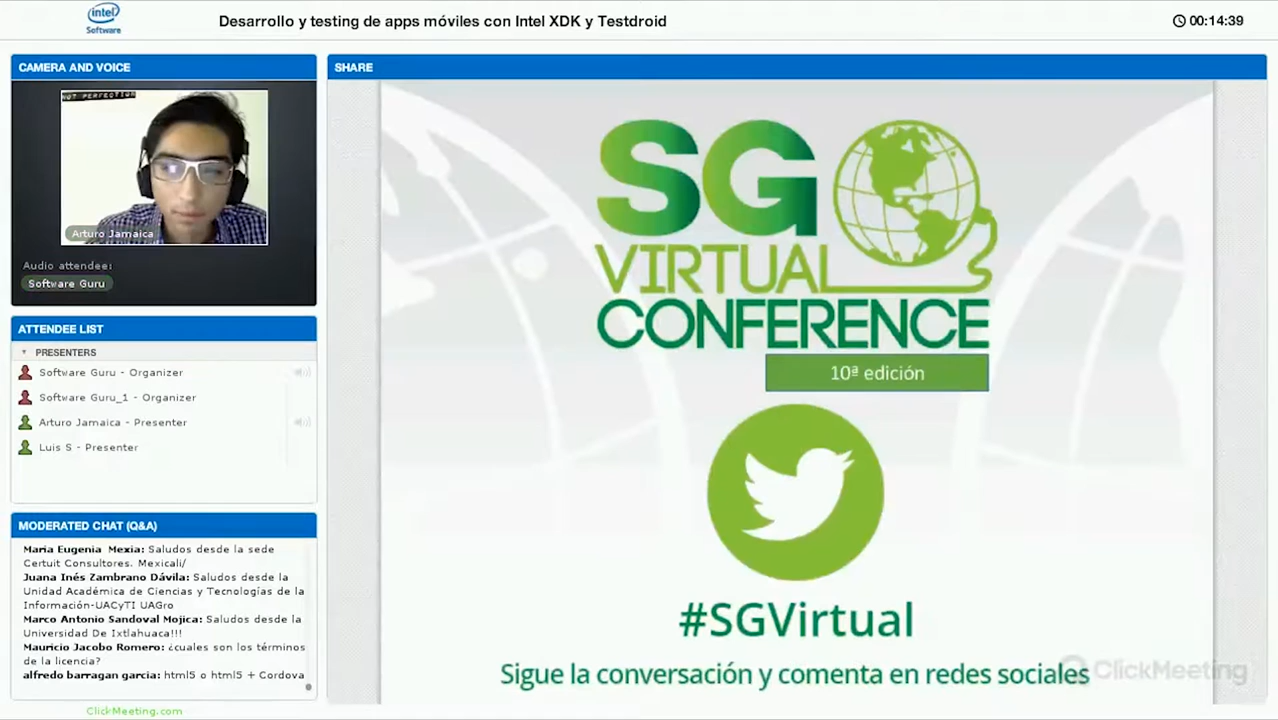 intel
Software
Desarrollo y testing de apps móviles con Intel XDK y Testdroid
00:14:39
CAMERA AND VOICE
NOT PERFECTION
Arturo Jamaica
Audio attendee:
Software Guru
ATTENDEE LIST
PRESENTERS
Software Guru - Organizer
Software Guru_1 - Organizer
Arturo Jamaica - Presenter
Luis S - Presenter
MODERATED CHAT (Q&A)
Maria Eugenia Mexia: Saludos desde la sede
Certuit Consultores. Mexicali/
Juana Inés Zambrano Dávila: Saludos desde la
Unidad Académica de Ciencias y Tecnologías de la
Información-UACyTI UAGro
Marco Antonio Sandoval Mojica: Saludos desde la
Universidad De Ixtlahuaca!!!
Mauricio Jacobo Romero: ¿cuales son los términos
de la licencia?
alfredo barragan garcia: html5 o html5 + Cordova
ClickMeeting.com
SHARE
SG
VIRTUAL
CONFERENCE
10ª edición
#SGVirtual
Sigue la conversación y comenta en redes sociales
ClickMeeting